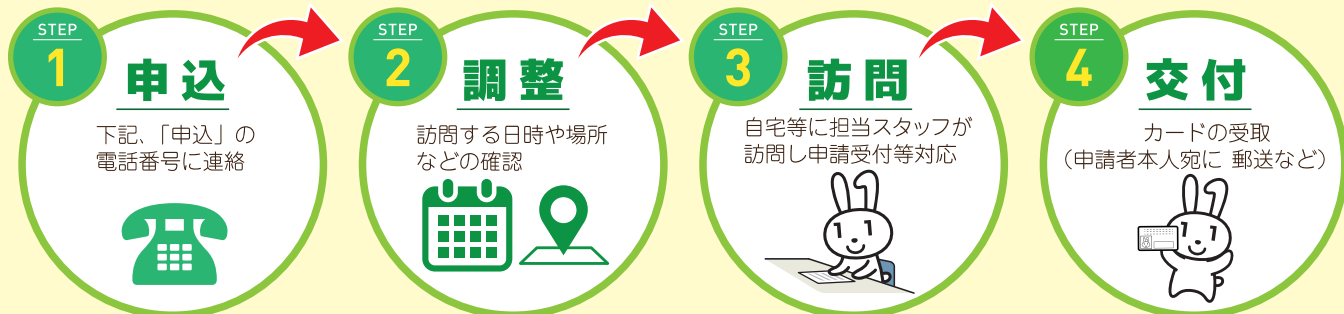 STEP
1
申込
下記、「申込」の
電話番号に連絡
STEP
2
調整
訪問する日時や場所
などの確認
STEP
3
訪問
自宅等に担当スタッフが
訪問し申請受付等対応
STEP
4
交付
カードの受取
（申請者本人宛に 郵送など）